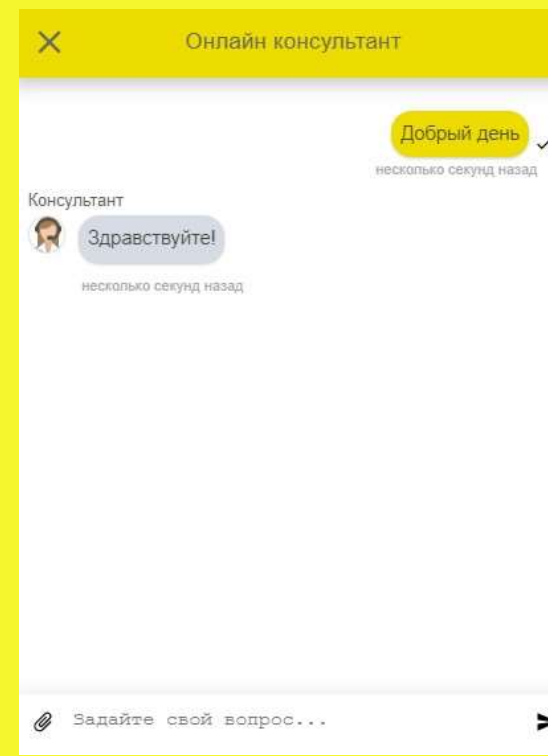 Онлайн консультант
Добрый день
несколько секунд назад
Консультант
Здравствуйте!
несколько секунд назад
Задайте свой вопрос...